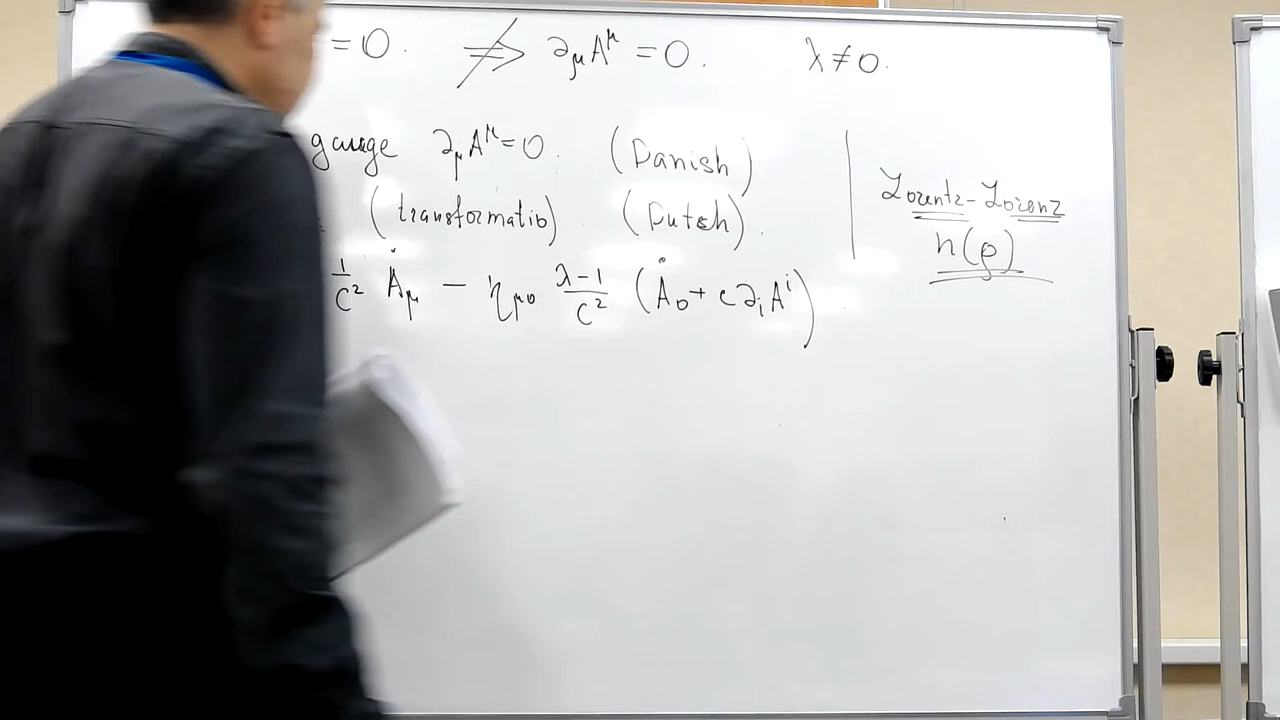 = 0 . ⇏ ∂_μ A^μ = 0 . λ ≠ 0 .
gauge ∂_μ A^μ = 0 . (Danish)
(transformatio) (Dutch) .
1/c² Ȧ_μ − η_μ0 (λ−1)/c² (Ȧ_0 + c∂_i A^i)
Lorentz-Lorenz
n(ρ)